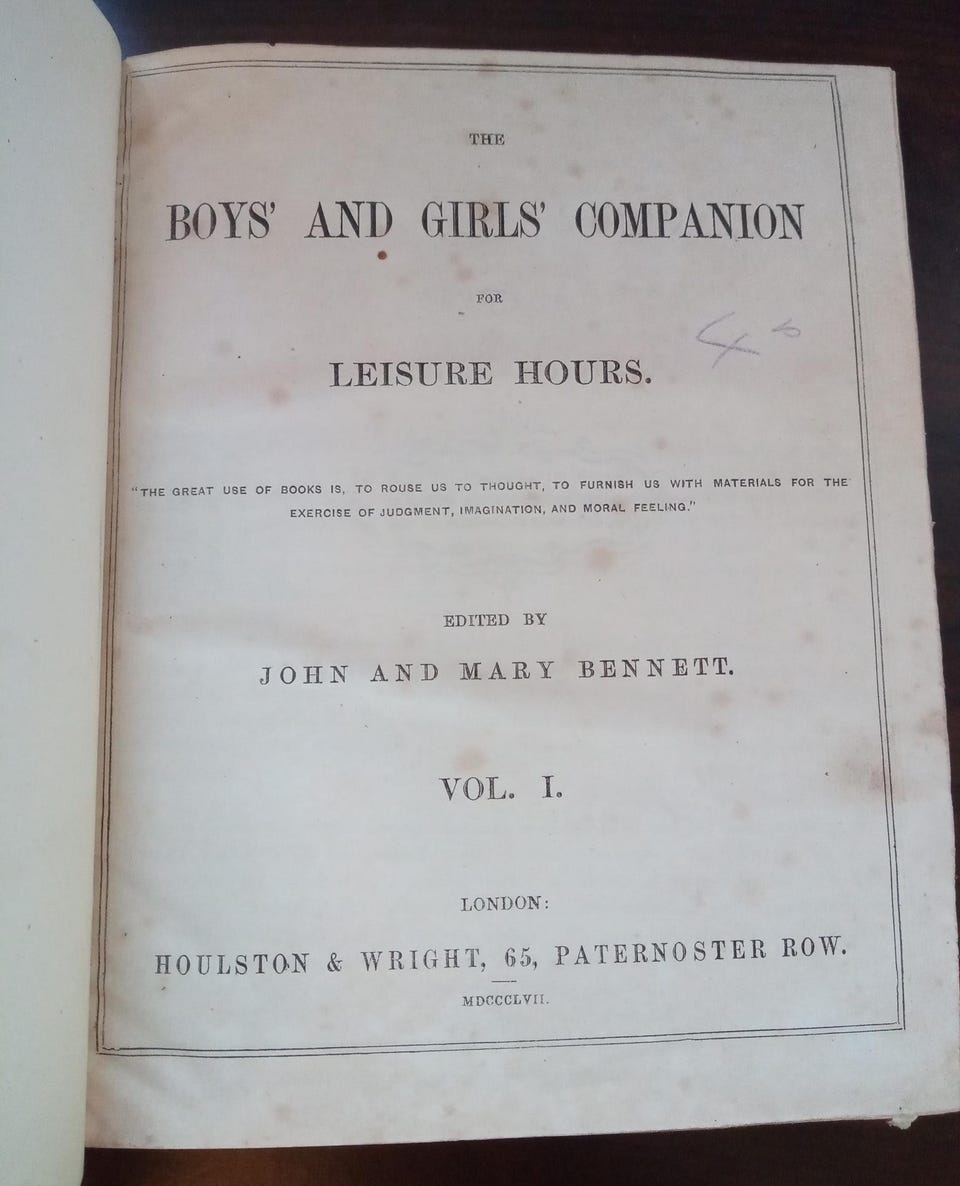 THE
BOYS' AND GIRLS' COMPANION
FOR
LEISURE HOURS.
"THE GREAT USE OF BOOKS IS, TO ROUSE US TO THOUGHT, TO FURNISH US WITH MATERIALS FOR THE
EXERCISE OF JUDGMENT, IMAGINATION, AND MORAL FEELING."
EDITED BY
JOHN AND MARY BENNETT.
VOL. I.
LONDON:
HOULSTON & WRIGHT, 65, PATERNOSTER ROW.
MDCCCLVII.